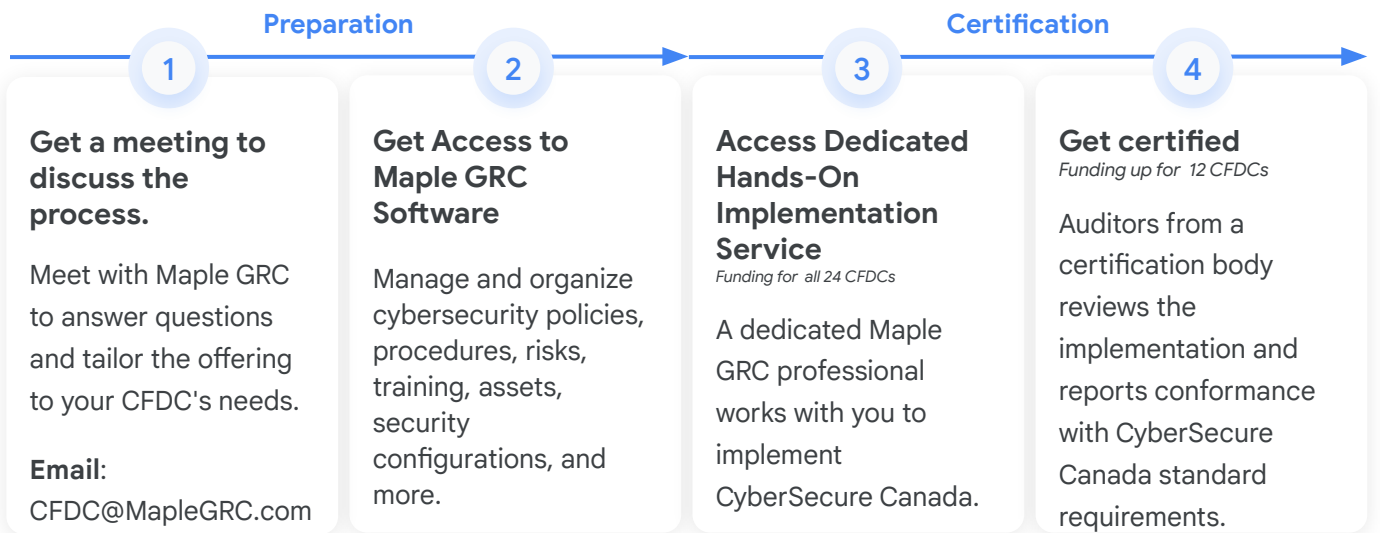 Preparation
Certification
1
Get a meeting to
discuss the
process.
Meet with Maple GRC
to answer questions
and tailor the offering
to your CFDC's needs.
Email:
CFDC@MapleGRC.com
2
Get Access to
Maple GRC
Software
Manage and organize
cybersecurity policies,
procedures, risks,
training, assets,
security
configurations, and
more.
3
Access Dedicated
Hands-On
Implementation
Service
Funding for all 24 CFDCs
A dedicated Maple
GRC professional
works with you to
implement
CyberSecure Canada.
4
Get certified
Funding up for 12 CFDCs
Auditors from a
certification body
reviews the
implementation and
reports conformance
with CyberSecure
Canada standard
requirements.